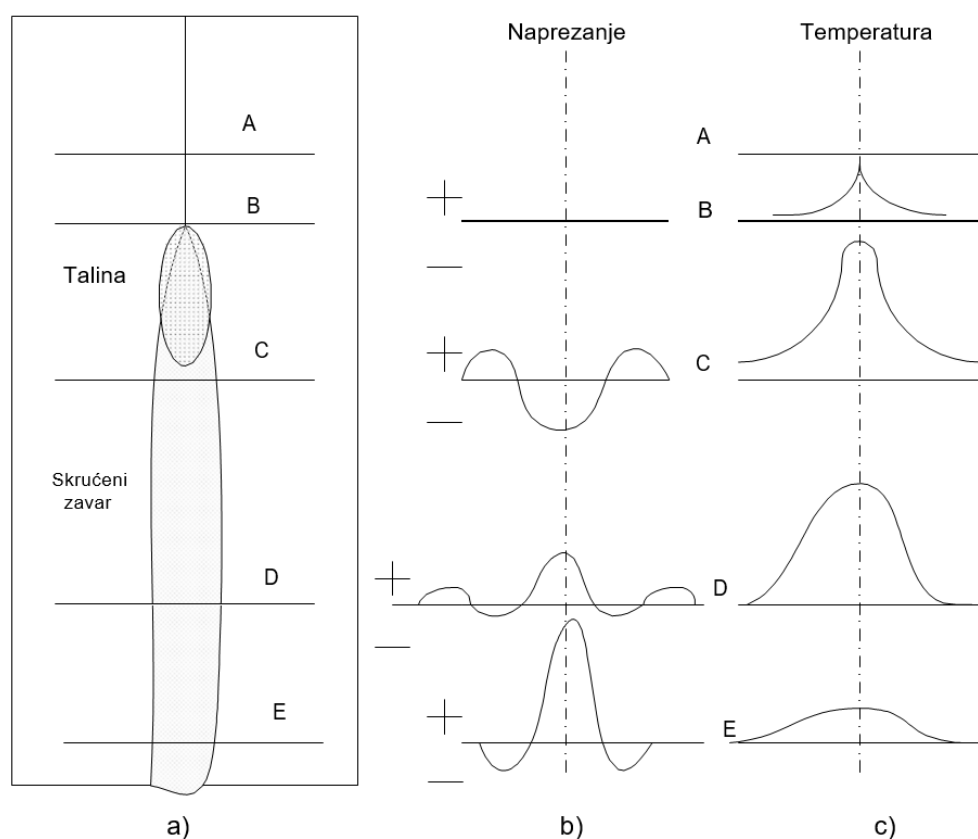 Naprezanje
Temperatura
A
A
B
+
B
Talina
—
C
+
C
—
Skrućeni
zavar
D
+
D
—
E
+
E
—
a)
b)
c)